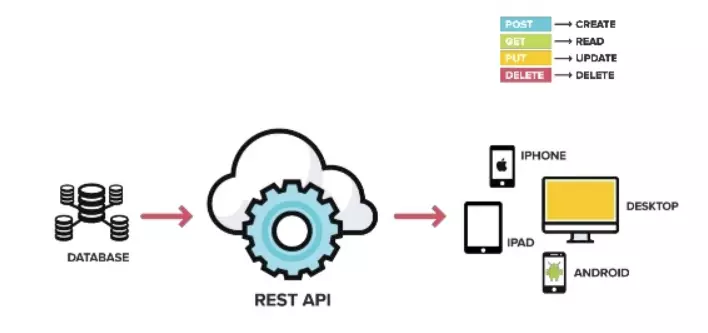 POST → CREATE
GET → READ
PUT → UPDATE
DELETE → DELETE
IPHONE
DESKTOP
IPAD
DATABASE
ANDROID
REST API